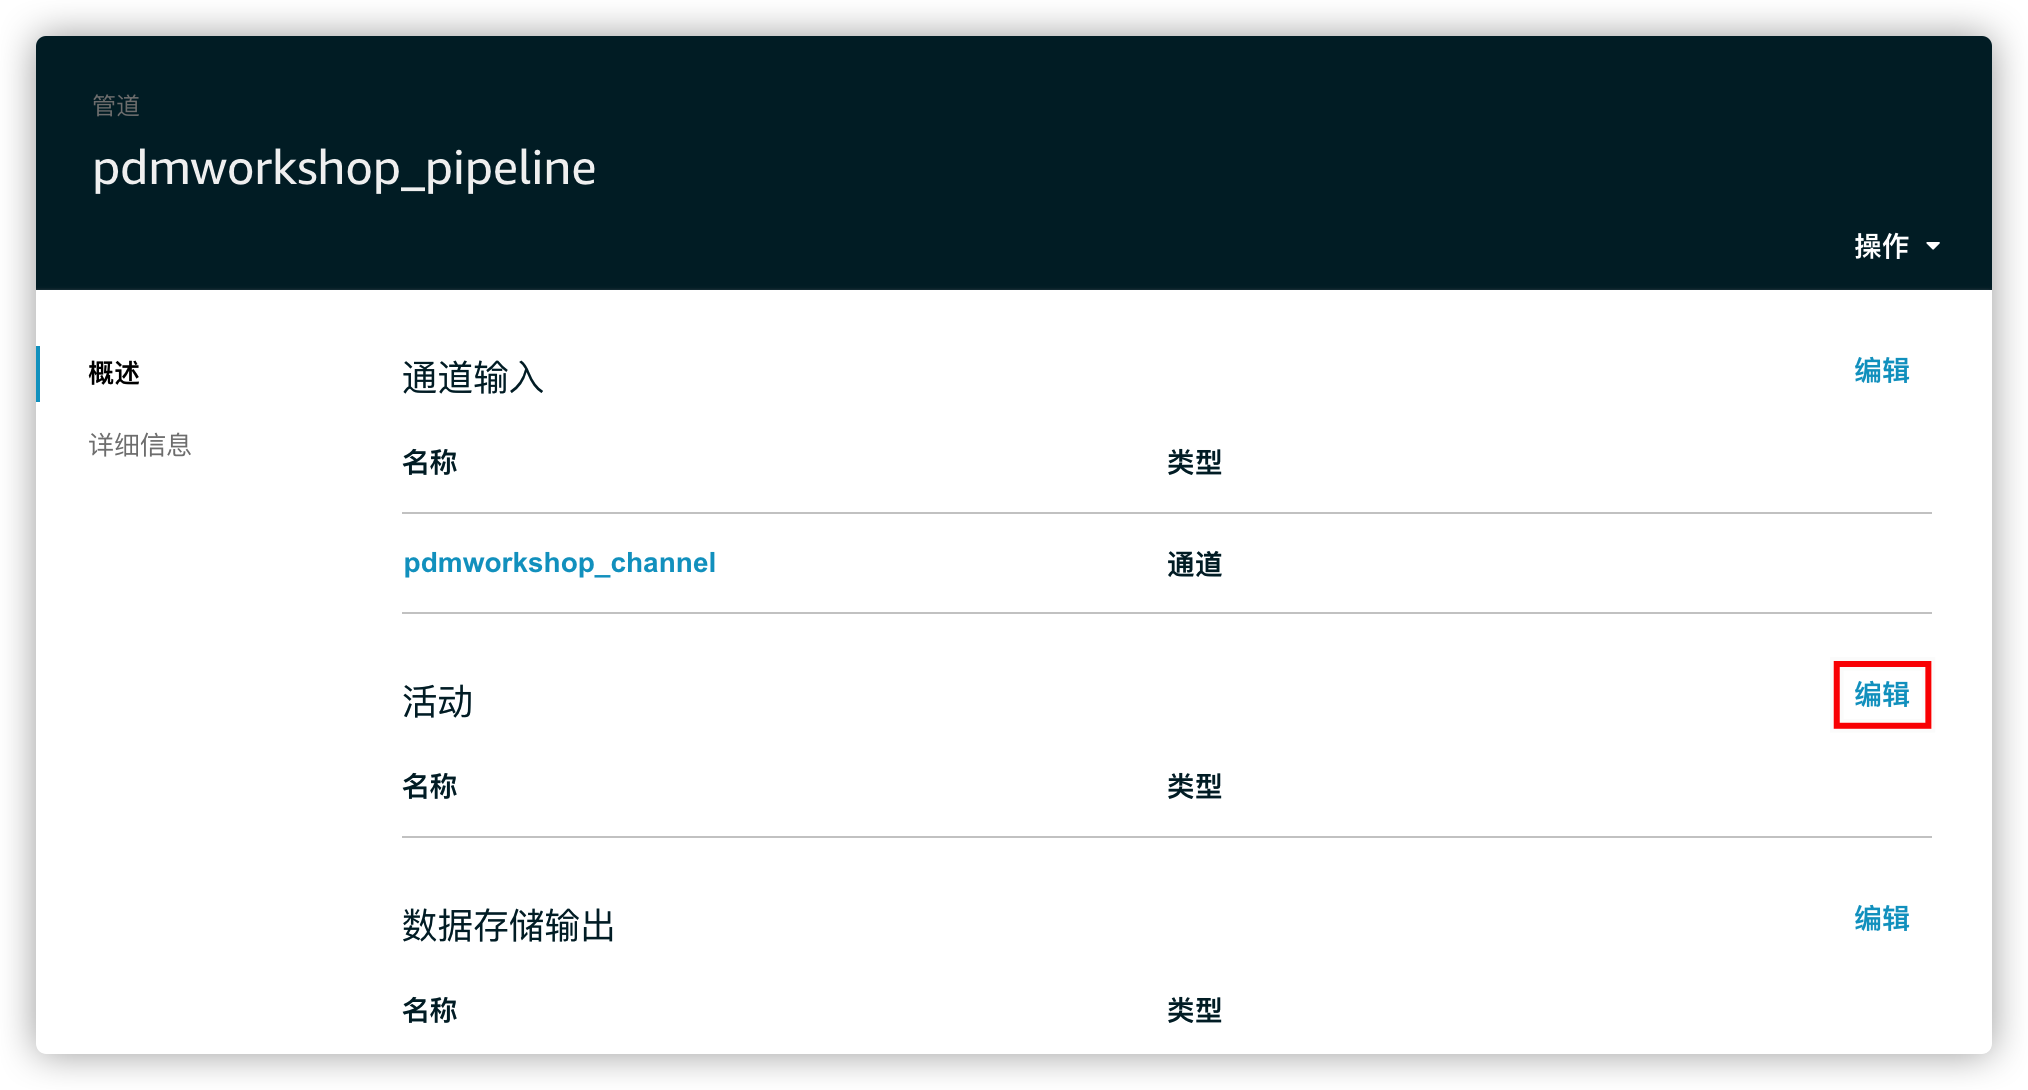 管道
pdmworkshop_pipeline
操作
概述
详细信息
通道输入 编辑
名称 类型
pdmworkshop_channel 通道
活动 编辑
名称 类型
数据存储输出 编辑
名称 类型